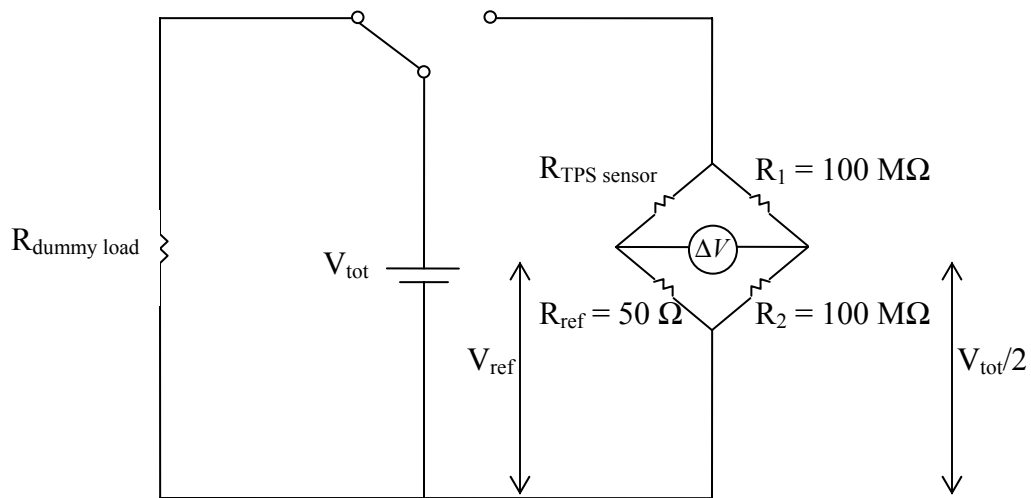 R_TPS sensor
R_1 = 100 MΩ
R_dummy load
ΔV
V_tot
R_ref = 50 Ω
R_2 = 100 MΩ
V_ref
V_tot/2